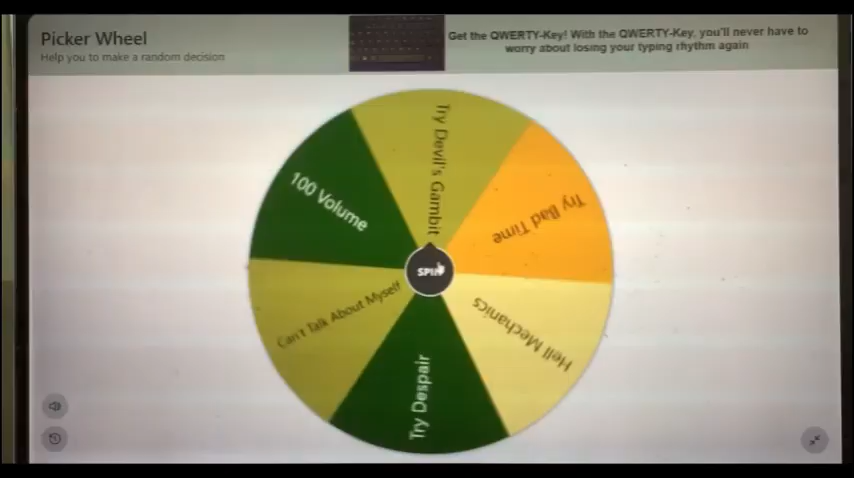 Picker Wheel
Help you to make a random decision
Get the QWERTY-Key! With the QWERTY-Key, you'll never have to
worry about losing your typing rhythm again
Try Devil's Gambit
Try Bad Time
Hell Mechanics
Try Despair
Can't Talk About Myself
100 Volume
SPIN